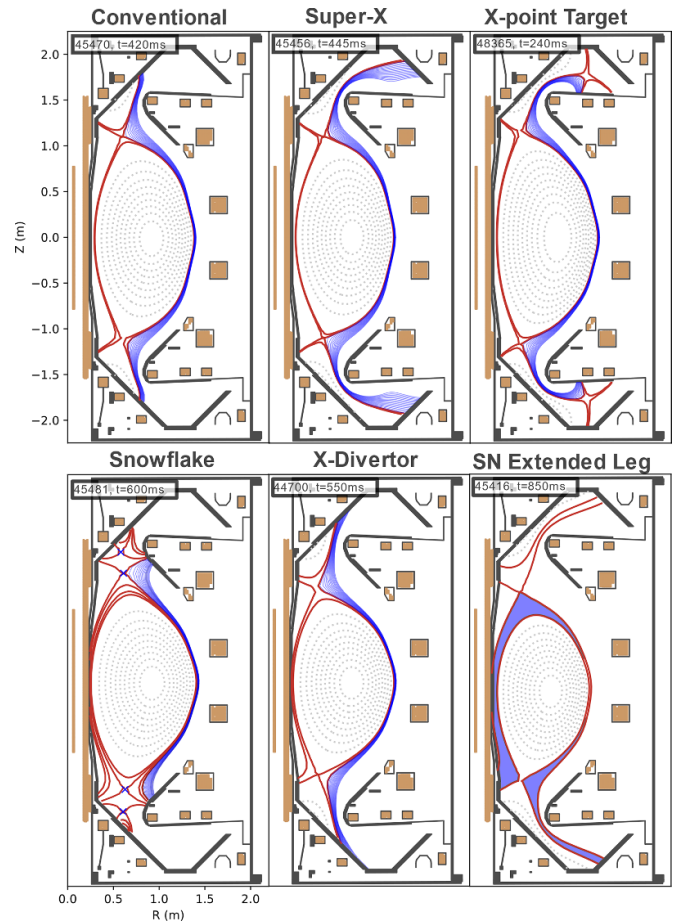 Conventional
Super-X
X-point Target
45470, t=420ms
45456, t=445ms
48365, t=240ms
2.0
1.5
1.0
0.5
0.0
−0.5
−1.0
−1.5
−2.0
Z (m)
Snowflake
X-Divertor
SN Extended Leg
45481, t=600ms
44700, t=550ms
45416, t=850ms
0.0
0.5
1.0
1.5
2.0
R (m)